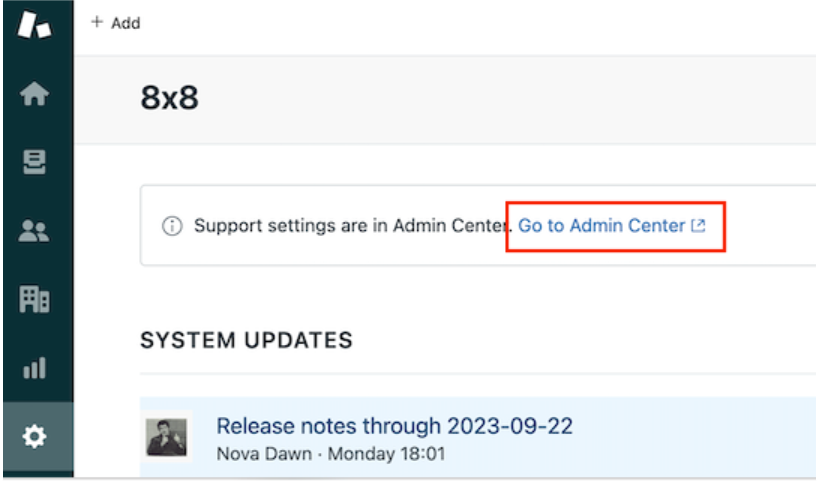 + Add
8x8
Support settings are in Admin Center. Go to Admin Center
SYSTEM UPDATES
Release notes through 2023-09-22
Nova Dawn · Monday 18:01